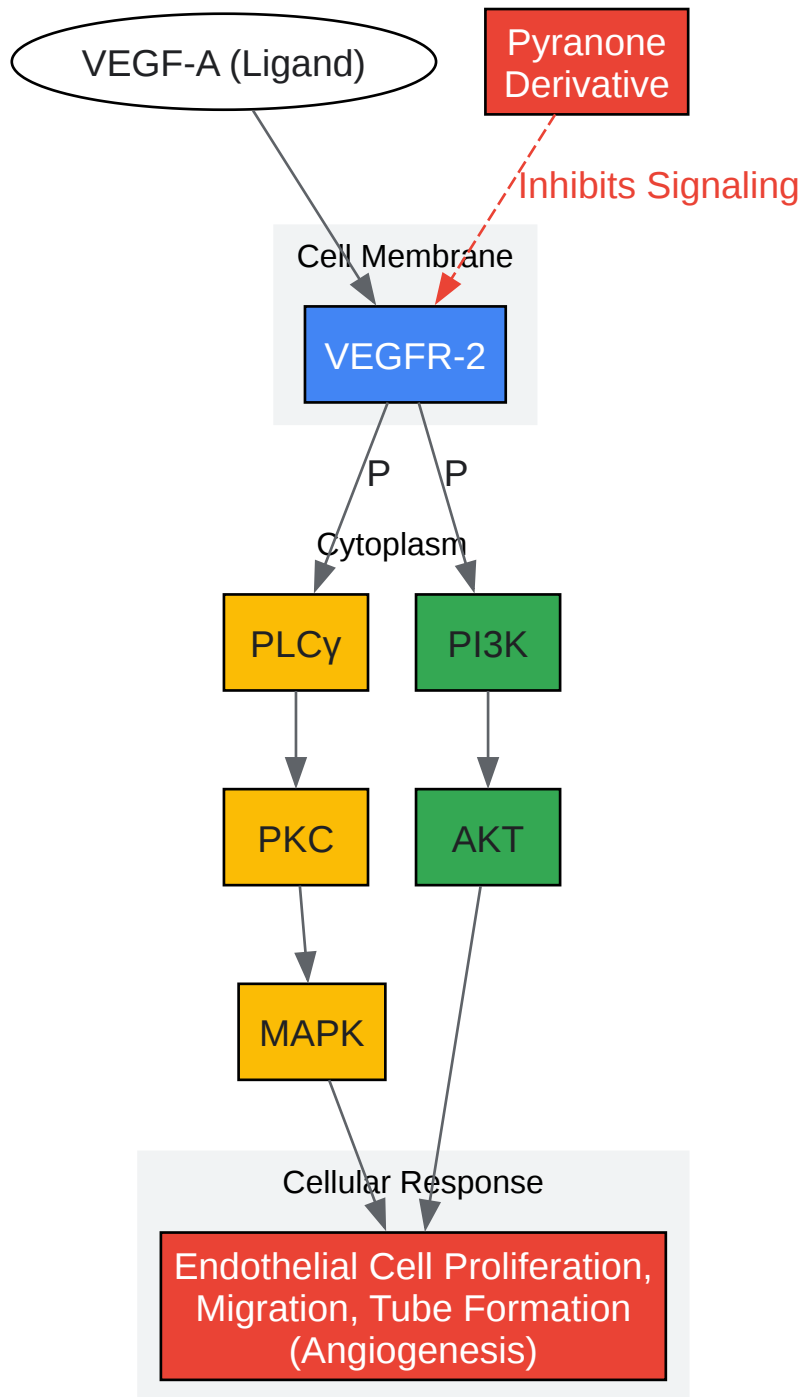 VEGF-A (Ligand)
Pyranone
Derivative
Inhibits Signaling
Cell Membrane
VEGFR-2
P
P
Cytoplasm
PLCγ
PI3K
PKC
AKT
MAPK
Cellular Response
Endothelial Cell Proliferation,
Migration, Tube Formation
(Angiogenesis)